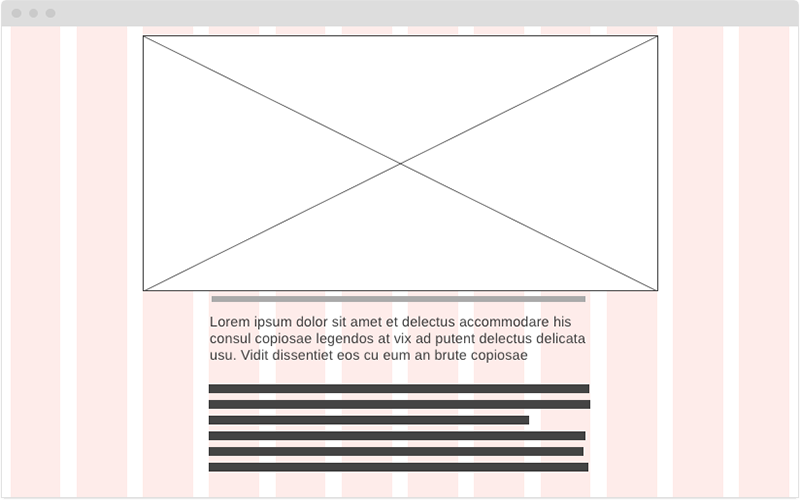 Lorem ipsum dolor sit amet et delectus accommodare his
consul copiosae legendos at vix ad putent delectus delicata
usu. Vidit dissentiet eos cu eum an brute copiosae